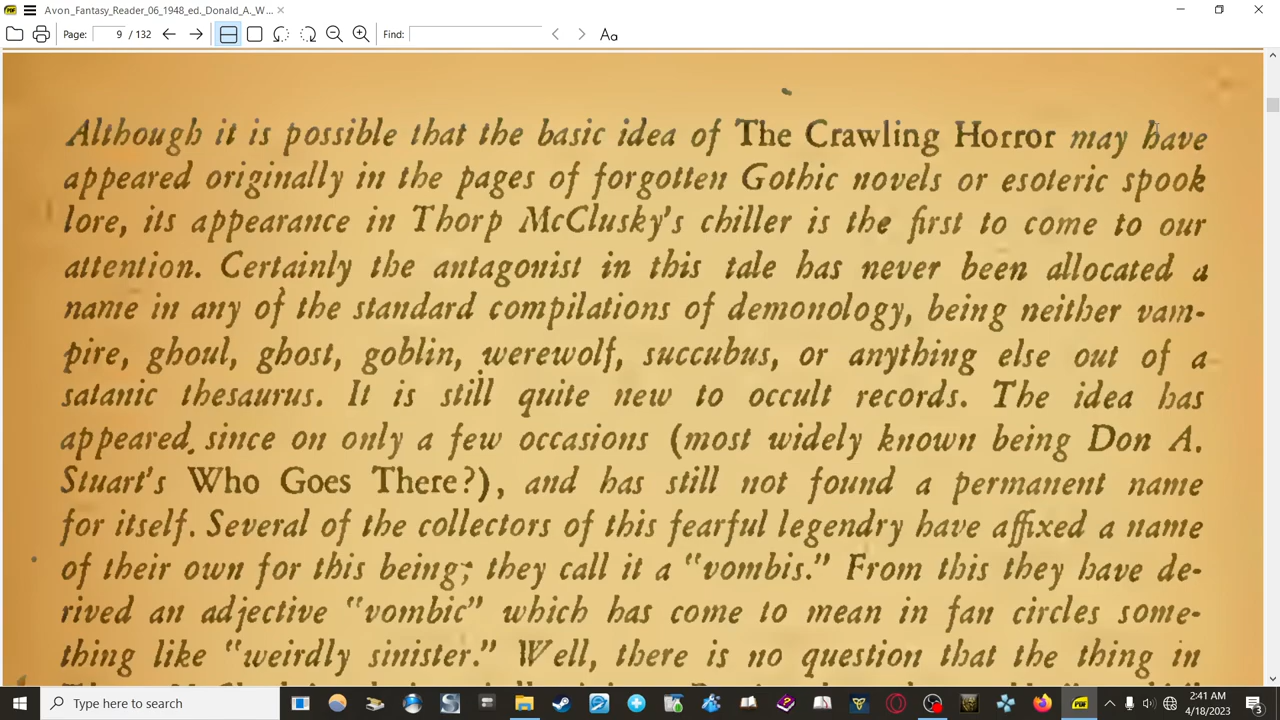 Avon_Fantasy_Reader_06_1948_ed._Donald_A._W...
Page: 9 / 132 Find: Aa
Although it is possible that the basic idea of The Crawling Horror may have
appeared originally in the pages of forgotten Gothic novels or esoteric spook
lore, its appearance in Thorp McClusky's chiller is the first to come to our
attention. Certainly the antagonist in this tale has never been allocated a
name in any of the standard compilations of demonology, being neither vam-
pire, ghoul, ghost, goblin, werewolf, succubus, or anything else out of a
satanic thesaurus. It is still quite new to occult records. The idea has
appeared since on only a few occasions (most widely known being Don A.
Stuart's Who Goes There?), and has still not found a permanent name
for itself. Several of the collectors of this fearful legendry have affixed a name
of their own for this being; they call it a "vombis." From this they have de-
rived an adjective "vombic" which has come to mean in fan circles some-
thing like "weirdly sinister." Well, there is no question that the thing in
Type here to search
2:41 AM
4/18/2023